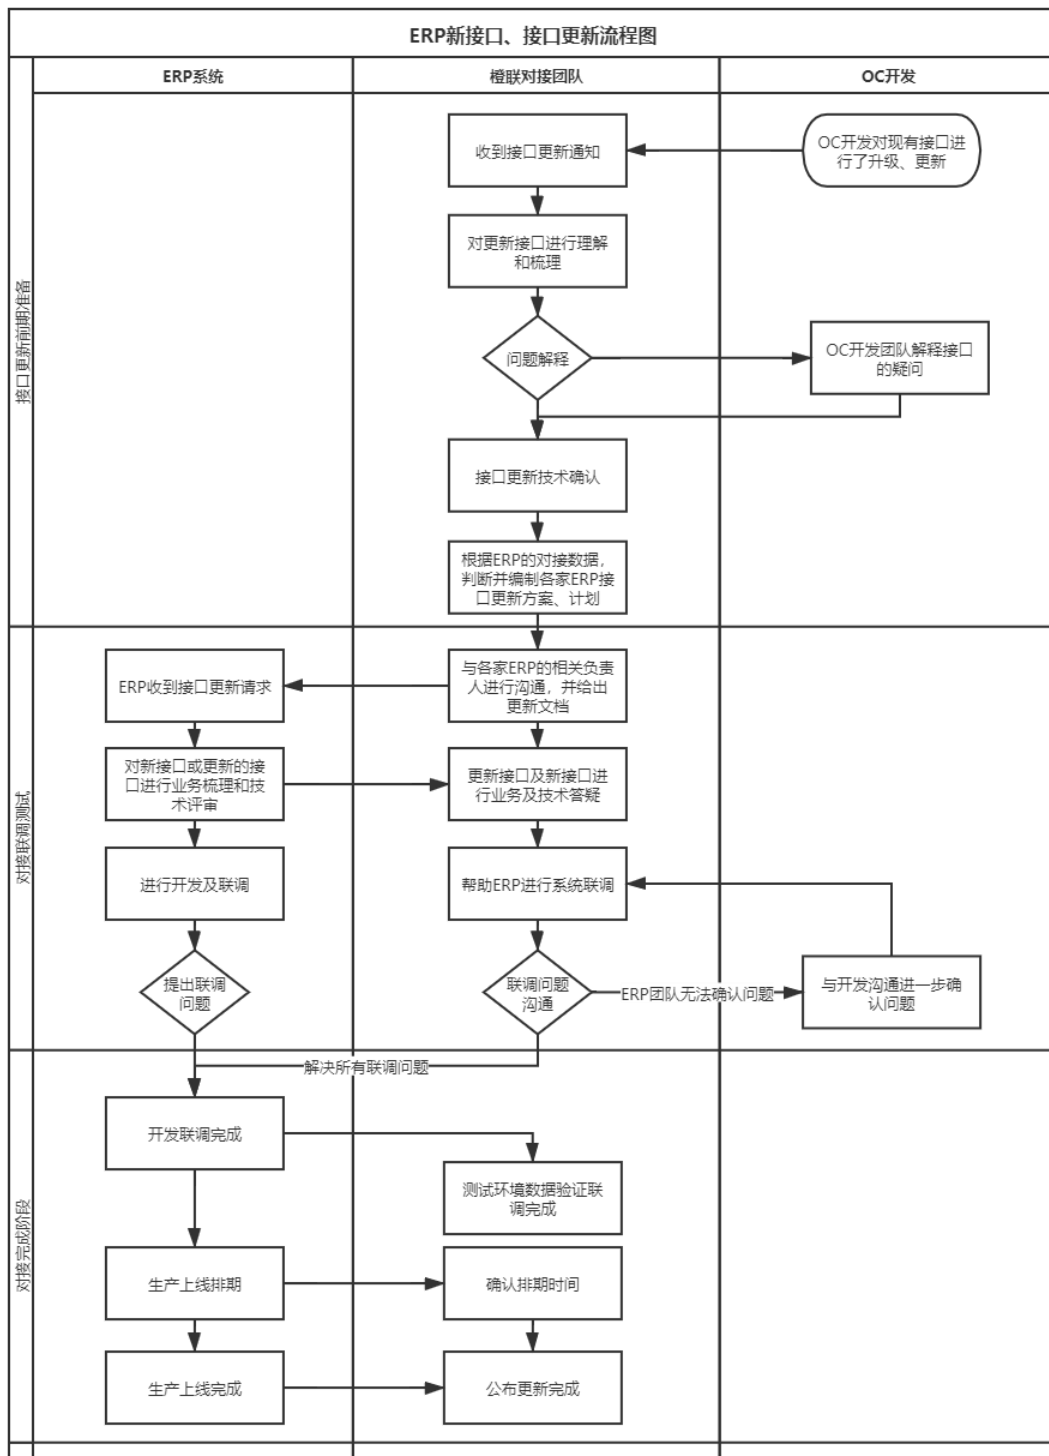 ERP新接口、接口更新流程图
ERP系统
橙联对接团队
OC开发
接口更新前期准备
收到接口更新通知
OC开发对现有接口进
行了升级、更新
对更新接口进行理解
和梳理
问题解释
OC开发团队解释接口
的疑问
接口更新技术确认
根据ERP的对接数据，
判断并编制各家ERP接
口更新方案、计划
对接联调测试
ERP收到接口更新请求
与各家ERP的相关负责
人进行沟通，并给出
更新文档
对新接口或更新的接
口进行业务梳理和技
术评审
更新接口及新接口进
行业务及技术答疑
进行开发及联调
帮助ERP进行系统联调
提出联调
问题
联调问题
沟通
ERP团队无法确认问题
与开发沟通进一步确
认问题
对接完成阶段
解决所有联调问题
开发联调完成
测试环境数据验证联
调完成
生产上线排期
确认排期时间
生产上线完成
公布更新完成